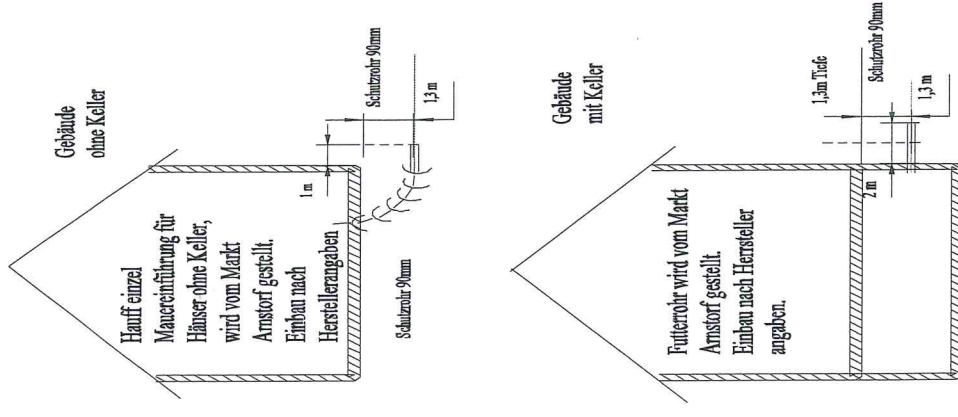 Gebäude
ohne Keller
Hauff einzel
Mauereinführung für
Häuser ohne Keller,
wird vom Markt
Arnstorf gestellt.
Einbau nach
Herstellerangaben
1 m
Schutzrohr 90mm
1,3 m
Schutzrohr 90mm
Gebäude
mit Keller
Futterrohr wird vom Markt
Arnstorf gestellt.
Einbau nach Herrsteller
angaben.
1,3m Tiefe
Schutzrohr 90mm
2 m
1,3 m